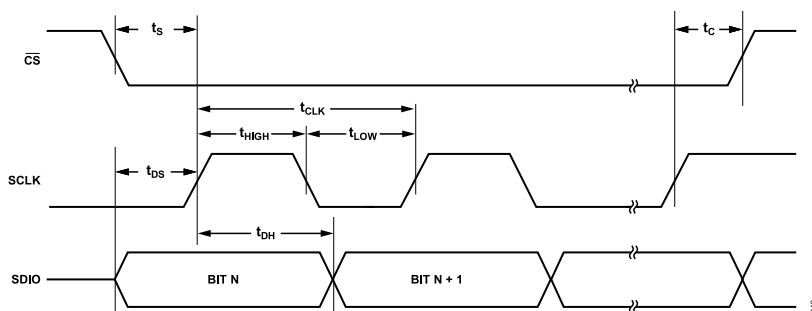 tS
tC
CS
tCLK
tHIGH
tLOW
tDS
SCLK
tDH
SDIO
BIT N
BIT N + 1